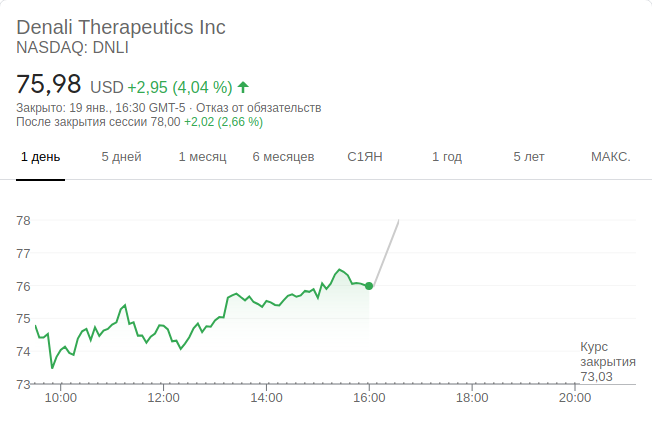 Denali Therapeutics Inc
NASDAQ: DNLI
75,98 USD +2,95 (4,04 %)
Закрыто: 19 янв., 16:30 GMT-5 · Отказ от обязательств
После закрытия сессии 78,00 +2,02 (2,66 %)
1 день 5 дней 1 месяц 6 месяцев С1ЯН 1 год 5 лет МАКС.
78
77
76
75
74
73
Курс
закрытия
73,03
10:00 12:00 14:00 16:00 18:00 20:00